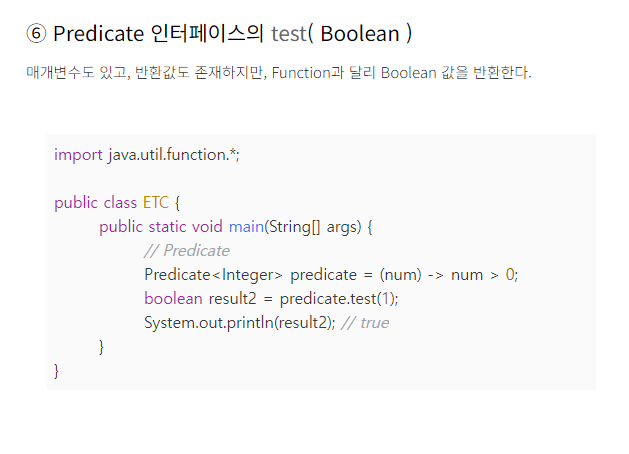 ⑥ Predicate 인터페이스의 test( Boolean )
매개변수도 있고, 반환값도 존재하지만, Function과 달리 Boolean 값을 반환한다.
import java.util.function.*;
public class ETC {
public static void main(String[] args) {
// Predicate
Predicate<Integer> predicate = (num) -> num > 0;
boolean result2 = predicate.test(1);
System.out.println(result2); // true
}
}